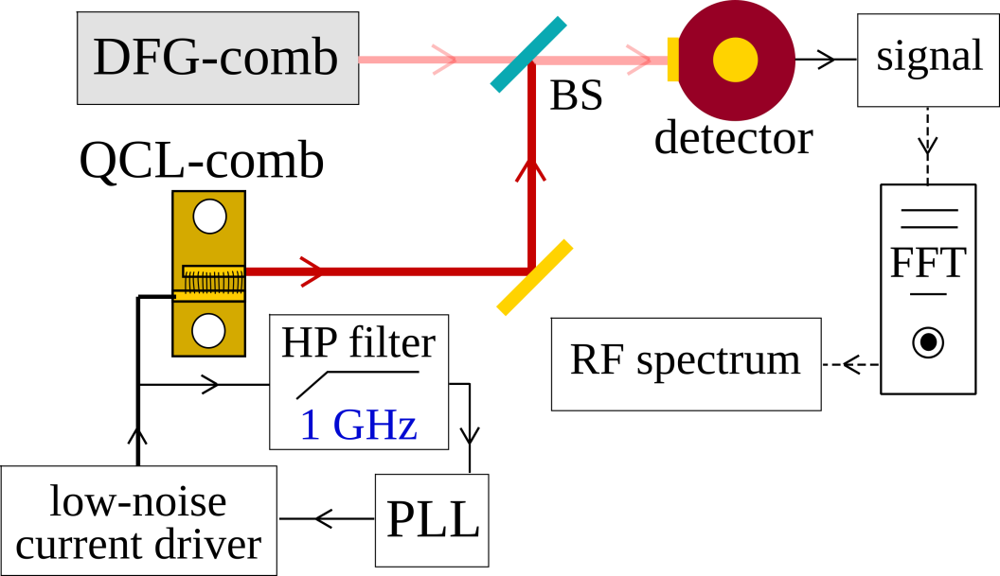 DFG-comb
BS
detector
signal
QCL-comb
FFT
HP filter
1 GHz
RF spectrum
low-noise
current driver
PLL